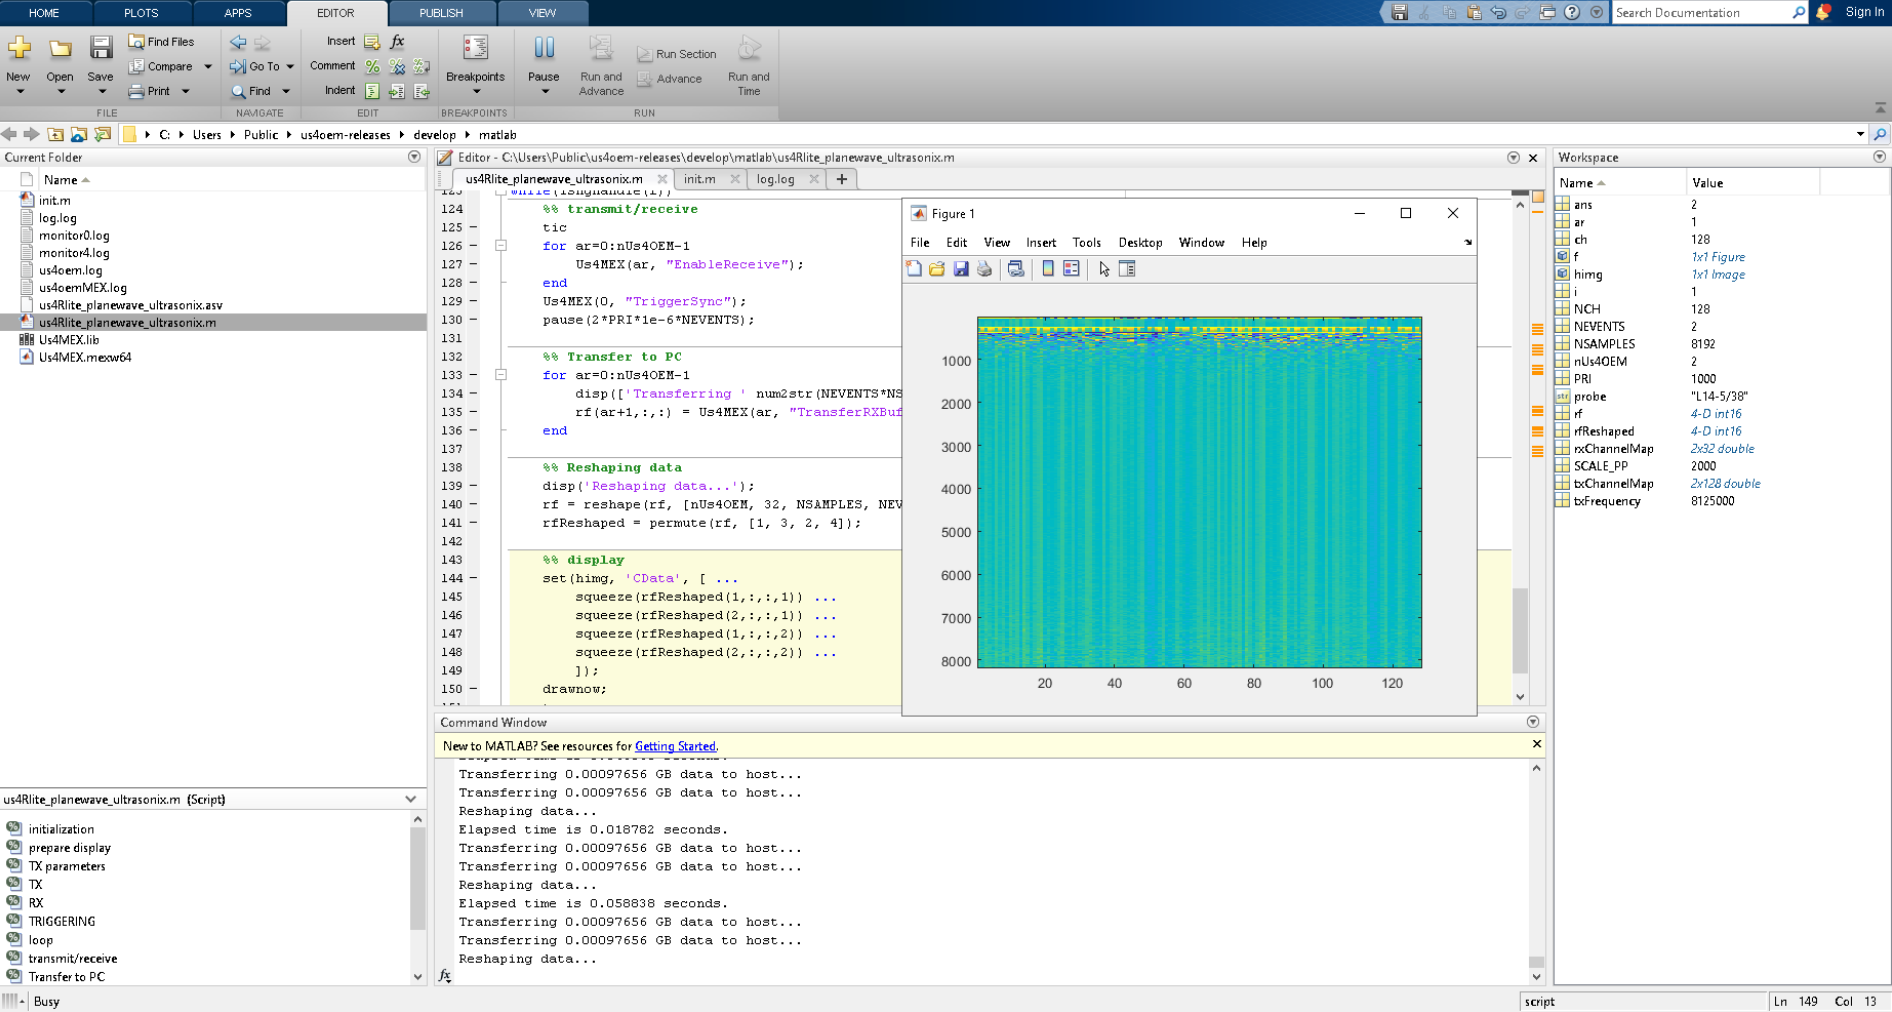 HOME PLOTS APPS EDITOR PUBLISH VIEW
Search Documentation
Sign In
New Open Save
Find Files
Compare
Print
Go To
Find
Insert
Comment
Indent
Breakpoints
Pause
Run and Advance
Run Section
Advance
Run and Time
FILE NAVIGATE EDIT BREAKPOINTS RUN
C: Users Public us4oem-releases develop matlab
Current Folder
Name
init.m
log.log
monitor0.log
monitor4.log
us4oem.log
us4oemMEX.log
us4Rlite_planewave_ultrasonix.asv
us4Rlite_planewave_ultrasonix.m
Us4MEX.lib
Us4MEX.mexw64
us4Rlite_planewave_ultrasonix.m (Script)
initialization
prepare display
TX parameters
TX
RX
TRIGGERING
loop
transmit/receive
Transfer to PC
Busy
Editor - C:\Users\Public\us4oem-releases\develop\matlab\us4Rlite_planewave_ultrasonix.m
us4Rlite_planewave_ultrasonix.m init.m log.log
124 %% transmit/receive
125 – tic
126 – for ar=0:nUs4OEM-1
127 – Us4MEX(ar, "EnableReceive");
128 – end
129 – Us4MEX(0, "TriggerSync");
130 – pause(2*PRI*1e-6*NEVENTS);
131
132 %% Transfer to PC
133 – for ar=0:nUs4OEM-1
134 – disp(['Transferring ' num2str(NEVENTS*NS
135 – rf(ar+1,:,:) = Us4MEX(ar, "TransferRXBuf
136 – end
137
138 %% Reshaping data
139 – disp('Reshaping data...');
140 – rf = reshape(rf, [nUs4OEM, 32, NSAMPLES, NEV
141 – rfReshaped = permute(rf, [1, 3, 2, 4]);
142
143 %% display
144 – set(himg, 'CData', [ ...
145 squeeze(rfReshaped(1,:,:,1)) ...
146 squeeze(rfReshaped(2,:,:,1)) ...
147 squeeze(rfReshaped(1,:,:,2)) ...
148 squeeze(rfReshaped(2,:,:,2)) ...
149 ]);
150 – drawnow;
Figure 1
File Edit View Insert Tools Desktop Window Help
1000
2000
3000
4000
5000
6000
7000
8000
20 40 60 80 100 120
Command Window
New to MATLAB? See resources for Getting Started.
Transferring 0.00097656 GB data to host...
Transferring 0.00097656 GB data to host...
Reshaping data...
Elapsed time is 0.018782 seconds.
Transferring 0.00097656 GB data to host...
Transferring 0.00097656 GB data to host...
Reshaping data...
Elapsed time is 0.058838 seconds.
Transferring 0.00097656 GB data to host...
Transferring 0.00097656 GB data to host...
Reshaping data...
fx
Workspace
Name Value
ans 2
ar 1
ch 128
f 1x1 Figure
himg 1x1 Image
i 1
NCH 128
NEVENTS 2
NSAMPLES 8192
nUs4OEM 2
PRI 1000
probe "L14-5/38"
rf 4-D int16
rfReshaped 4-D int16
rxChannelMap 2x32 double
SCALE_PP 2000
txChannelMap 2x128 double
txFrequency 8125000
script Ln 149 Col 13